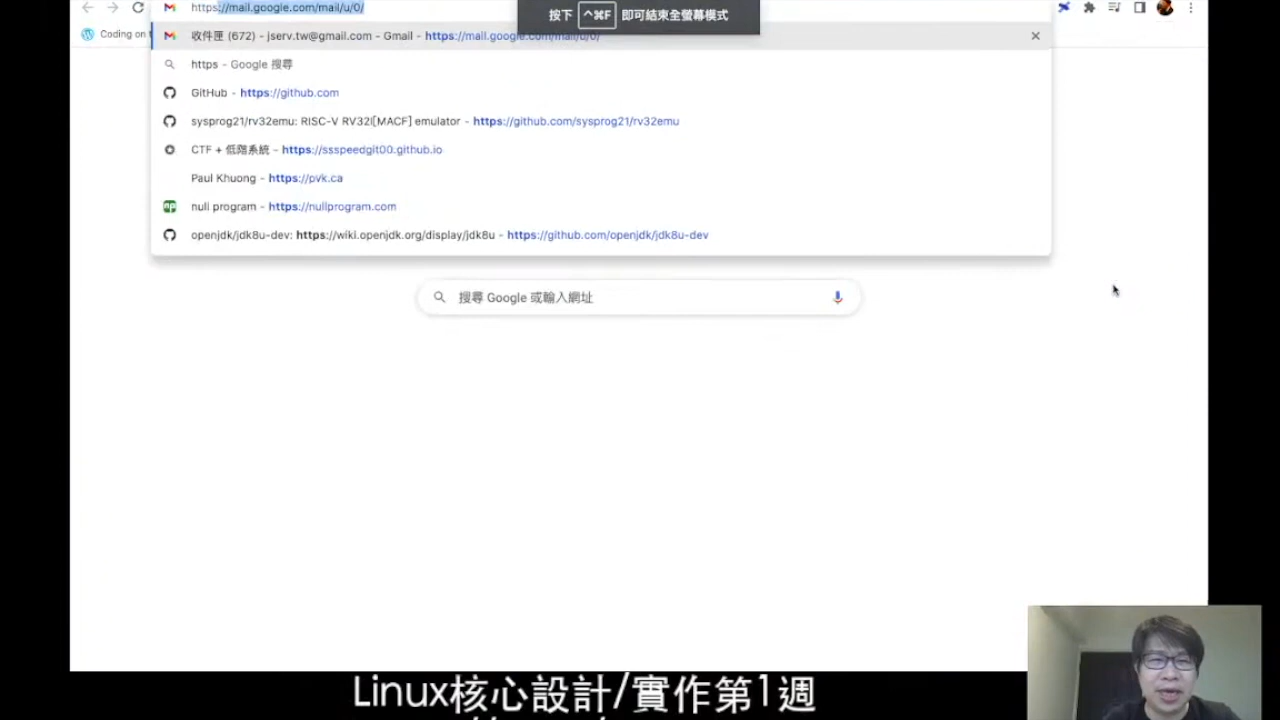 https://mail.google.com/mail/u/0/
按下 ^⌘F 即可結束全螢幕模式
Coding on
收件匣 (672) - jserv.tw@gmail.com - Gmail - https://mail.google.com/mail/u/0/
https - Google 搜尋
GitHub - https://github.com
sysprog21/rv32emu: RISC-V RV32I[MACF] emulator - https://github.com/sysprog21/rv32emu
CTF + 低階系統 - https://ssspeedgit00.github.io
Paul Khuong - https://pvk.ca
null program - https://nullprogram.com
openjdk/jdk8u-dev: https://wiki.openjdk.org/display/jdk8u - https://github.com/openjdk/jdk8u-dev
搜尋 Google 或輸入網址
Linux核心設計/實作第1週